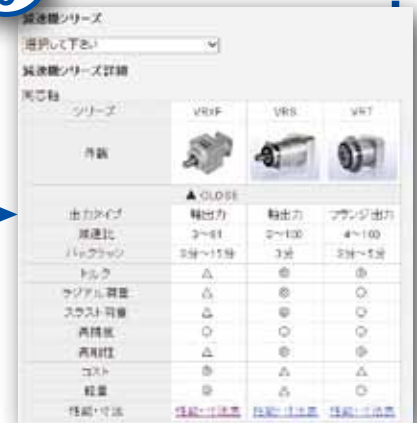 減速機シリーズ
選択して下さい
減速機シリーズ詳細
同芯軸
シリーズ VRXF VRS VRT
外観
▲ CLOSE
出力タイプ 軸出力 軸出力 フランジ出力
減速比 3～81 3～100 4～100
バックラッシ 3分～15分 3分 3分～5分
トルク △ ◎ ◎
ラジアル荷重 △ ◎ ○
スラスト荷重 △ ◎ ○
高精度 ○ ○ ○
高剛性 △ ◎ ◎
コスト ◎ △ △
軽量 ◎ △ ○
性能・寸法 性能・寸法表 性能・寸法表 性能・寸法表